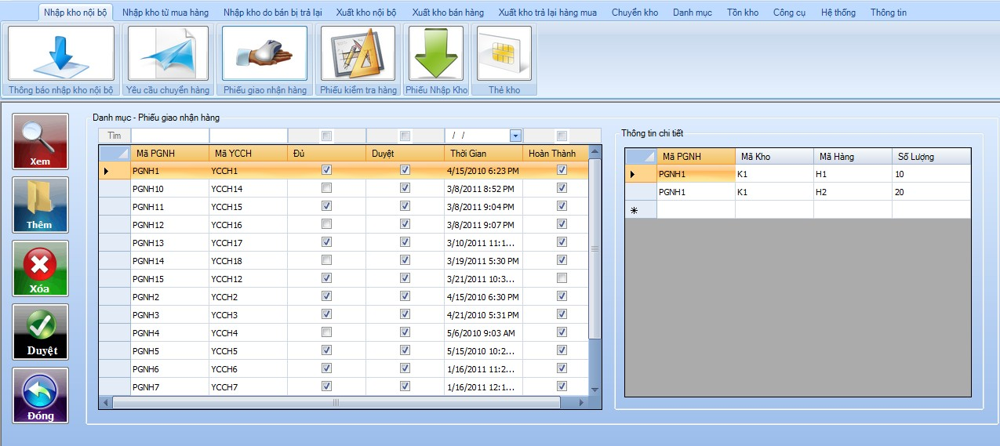 Nhập kho nội bộ Nhập kho từ mua hàng Nhập kho do bán bị trả lại Xuất kho nội bộ Xuất kho bán hàng Xuất kho trả lại hàng mua Chuyển kho Danh mục Tồn kho Công cụ Hệ thống Thông tin
Thông báo nhập kho nội bộ Yêu cầu chuyển hàng Phiếu giao nhận hàng Phiếu kiểm tra hàng Phiếu Nhập Kho Thẻ kho
Xem
Thêm
Xóa
Duyệt
Đóng
Danh mục - Phiếu giao nhận hàng
Tìm /
Mã PGNH Mã YCCH Đủ Duyệt Thời Gian Hoàn Thành
PGNH1 YCCH1 4/15/2010 6:23 PM
PGNH10 YCCH14 3/8/2011 8:52 PM
PGNH11 YCCH15 3/8/2011 9:04 PM
PGNH12 YCCH16 3/8/2011 9:07 PM
PGNH13 YCCH17 3/10/2011 11:1...
PGNH14 YCCH18 3/19/2011 5:30 PM
PGNH15 YCCH12 3/21/2011 10:3...
PGNH2 YCCH2 4/15/2010 6:30 PM
PGNH3 YCCH3 4/21/2010 5:31 PM
PGNH4 YCCH4 5/6/2010 9:03 AM
PGNH5 YCCH5 5/15/2010 10:2...
PGNH6 YCCH6 1/16/2011 11:2...
PGNH7 YCCH7 1/16/2011 12:1...
Thông tin chi tiết
Mã PGNH Mã Kho Mã Hàng Số Lượng
PGNH1 K1 H1 10
PGNH1 K1 H2 20